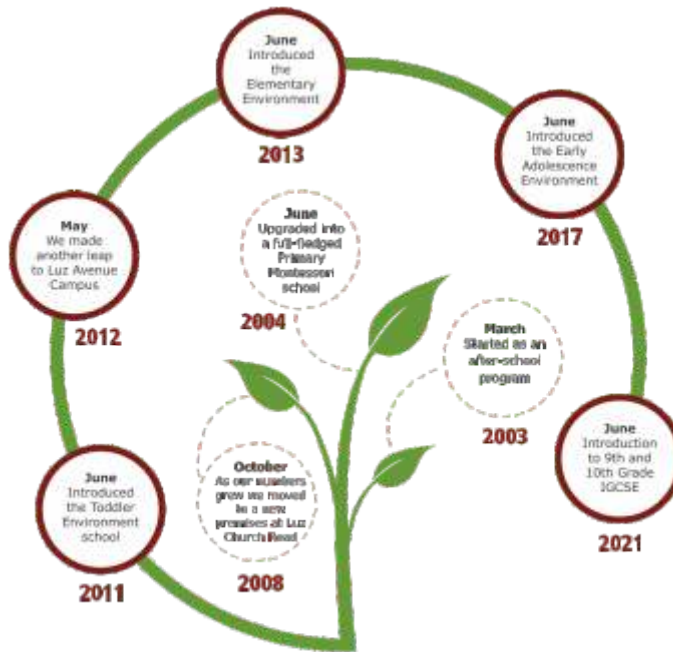 June
Introduced
the
Elementary
Environment
2013
June
Introduced
the Early
Adolescence
Environment
2017
May
We made
another leap
to Luz Avenue
Campus
2012
June
Upgraded into
a full-fledged
Primary
Montessori
school
2004
March
Started as an
after-school
program
2003
June
Introduced
the Toddler
Environment
school
2011
October
As our numbers
grew we moved
to a new
premises at Luz
Church Road
2008
June
Introduction
to 9th and
10th Grade
IGCSE
2021